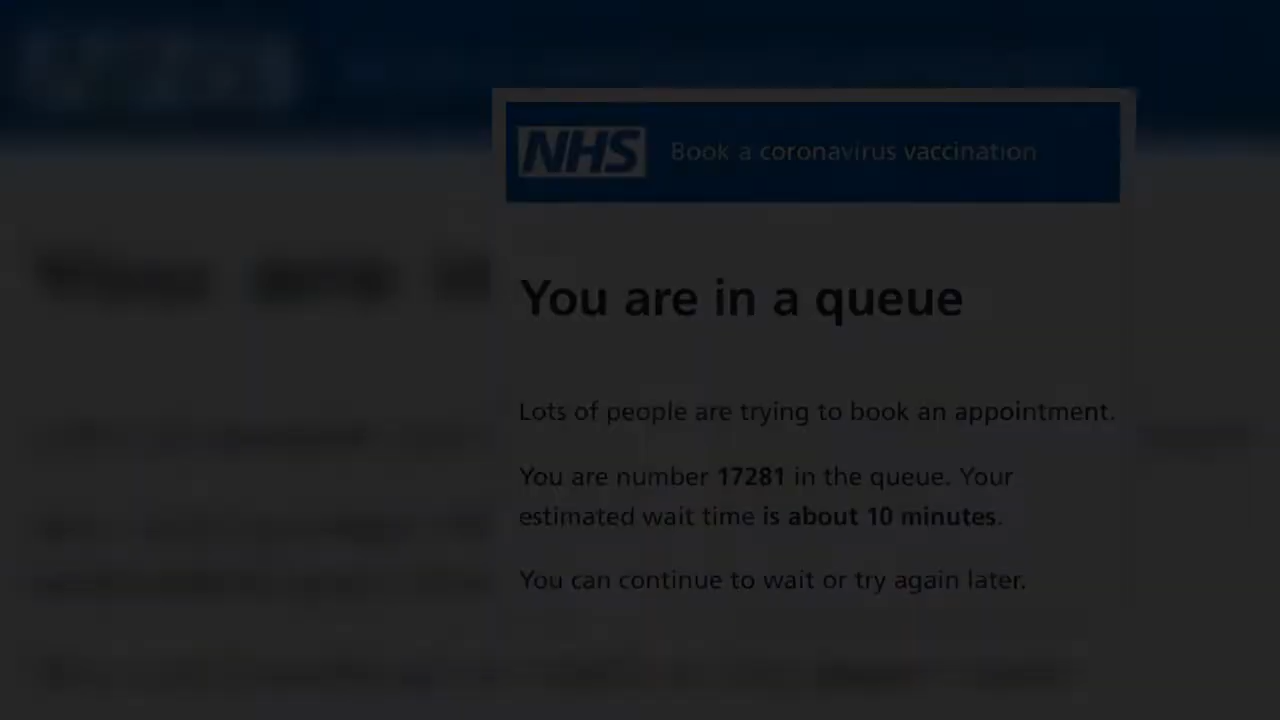 NHS Book a coronavirus vaccination
You are in a queue
Lots of people are trying to book an appointment.
You are number 17281 in the queue. Your
estimated wait time is about 10 minutes.
You can continue to wait or try again later.